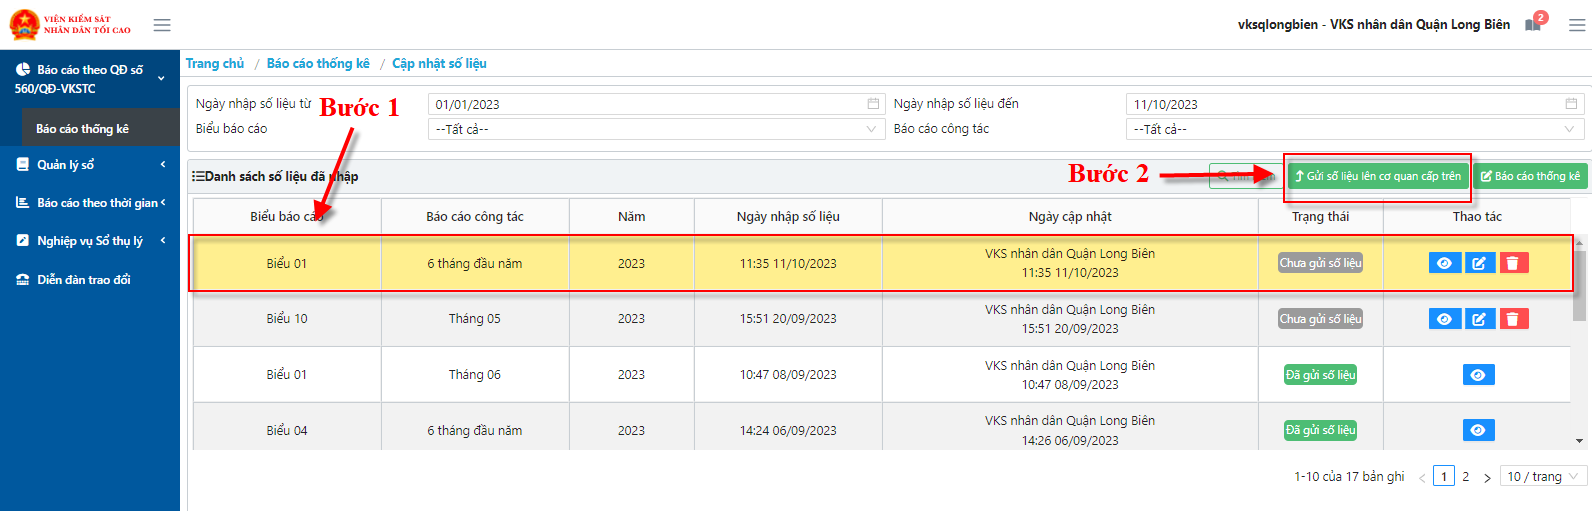 VIỆN KIỂM SÁT
NHÂN DÂN TỐI CAO
vksqlongbien - VKS nhân dân Quận Long Biên
2
Báo cáo theo QĐ số
560/QĐ-VKSTC
Báo cáo thống kê
Quản lý sổ
Báo cáo theo thời gian
Nghiệp vụ Sổ thụ lý
Diễn đàn trao đổi
Trang chủ / Báo cáo thống kê / Cập nhật số liệu
Ngày nhập số liệu từ 01/01/2023 Ngày nhập số liệu đến 11/10/2023
Bước 1
Biểu báo cáo --Tất cả-- Báo cáo công tác --Tất cả--
Bước 2
Danh sách số liệu đã nhập Gửi số liệu lên cơ quan cấp trên Báo cáo thống kê
Biểu báo cáo Báo cáo công tác Năm Ngày nhập số liệu Ngày cập nhật Trạng thái Thao tác
Biểu 01 6 tháng đầu năm 2023 11:35 11/10/2023 VKS nhân dân Quận Long Biên Chưa gửi số liệu
11:35 11/10/2023
Biểu 10 Tháng 05 2023 15:51 20/09/2023 VKS nhân dân Quận Long Biên Chưa gửi số liệu
15:51 20/09/2023
Biểu 01 Tháng 06 2023 10:47 08/09/2023 VKS nhân dân Quận Long Biên Đã gửi số liệu
10:47 08/09/2023
Biểu 04 6 tháng đầu năm 2023 14:24 06/09/2023 VKS nhân dân Quận Long Biên Đã gửi số liệu
14:26 06/09/2023
1-10 của 17 bản ghi < 1 2 > 10 / trang